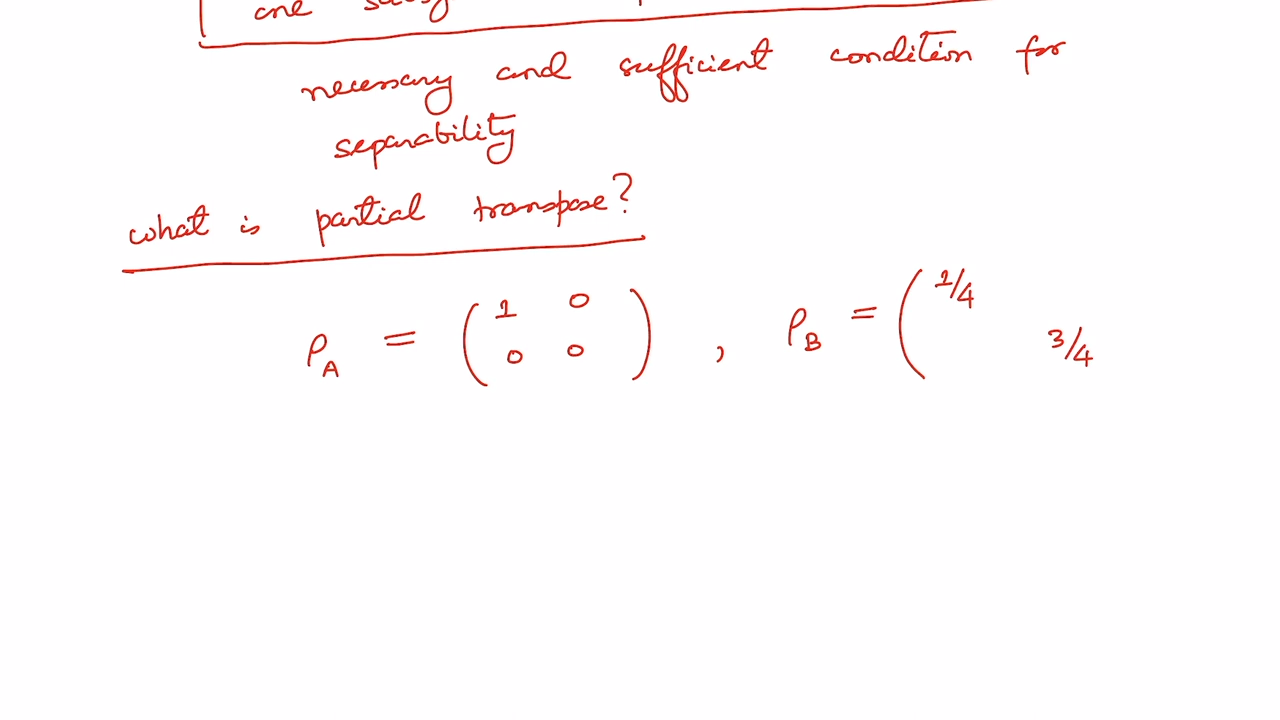 one
necessary and sufficient condition for
separability
what is partial transpose?
ρ_A = ( 1 0 ; 0 0 ) , ρ_B = ( 1/4 3/4